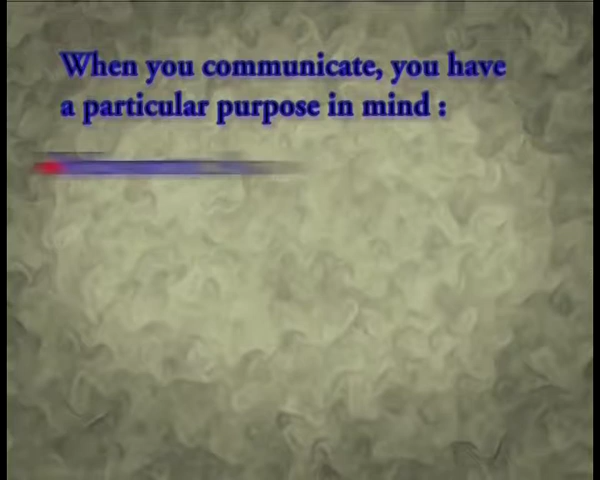 When you communicate, you have
a particular purpose in mind :